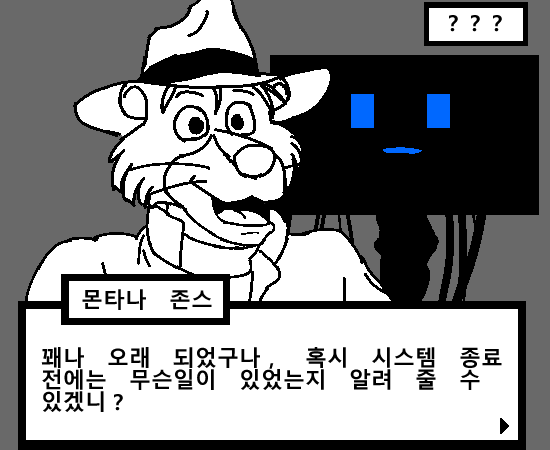 ? ? ?
몬타나 존스
꽤나 오래 되었구나, 혹시 시스템 종료
전에는 무슨일이 있었는지 알려 줄 수
있겠니?